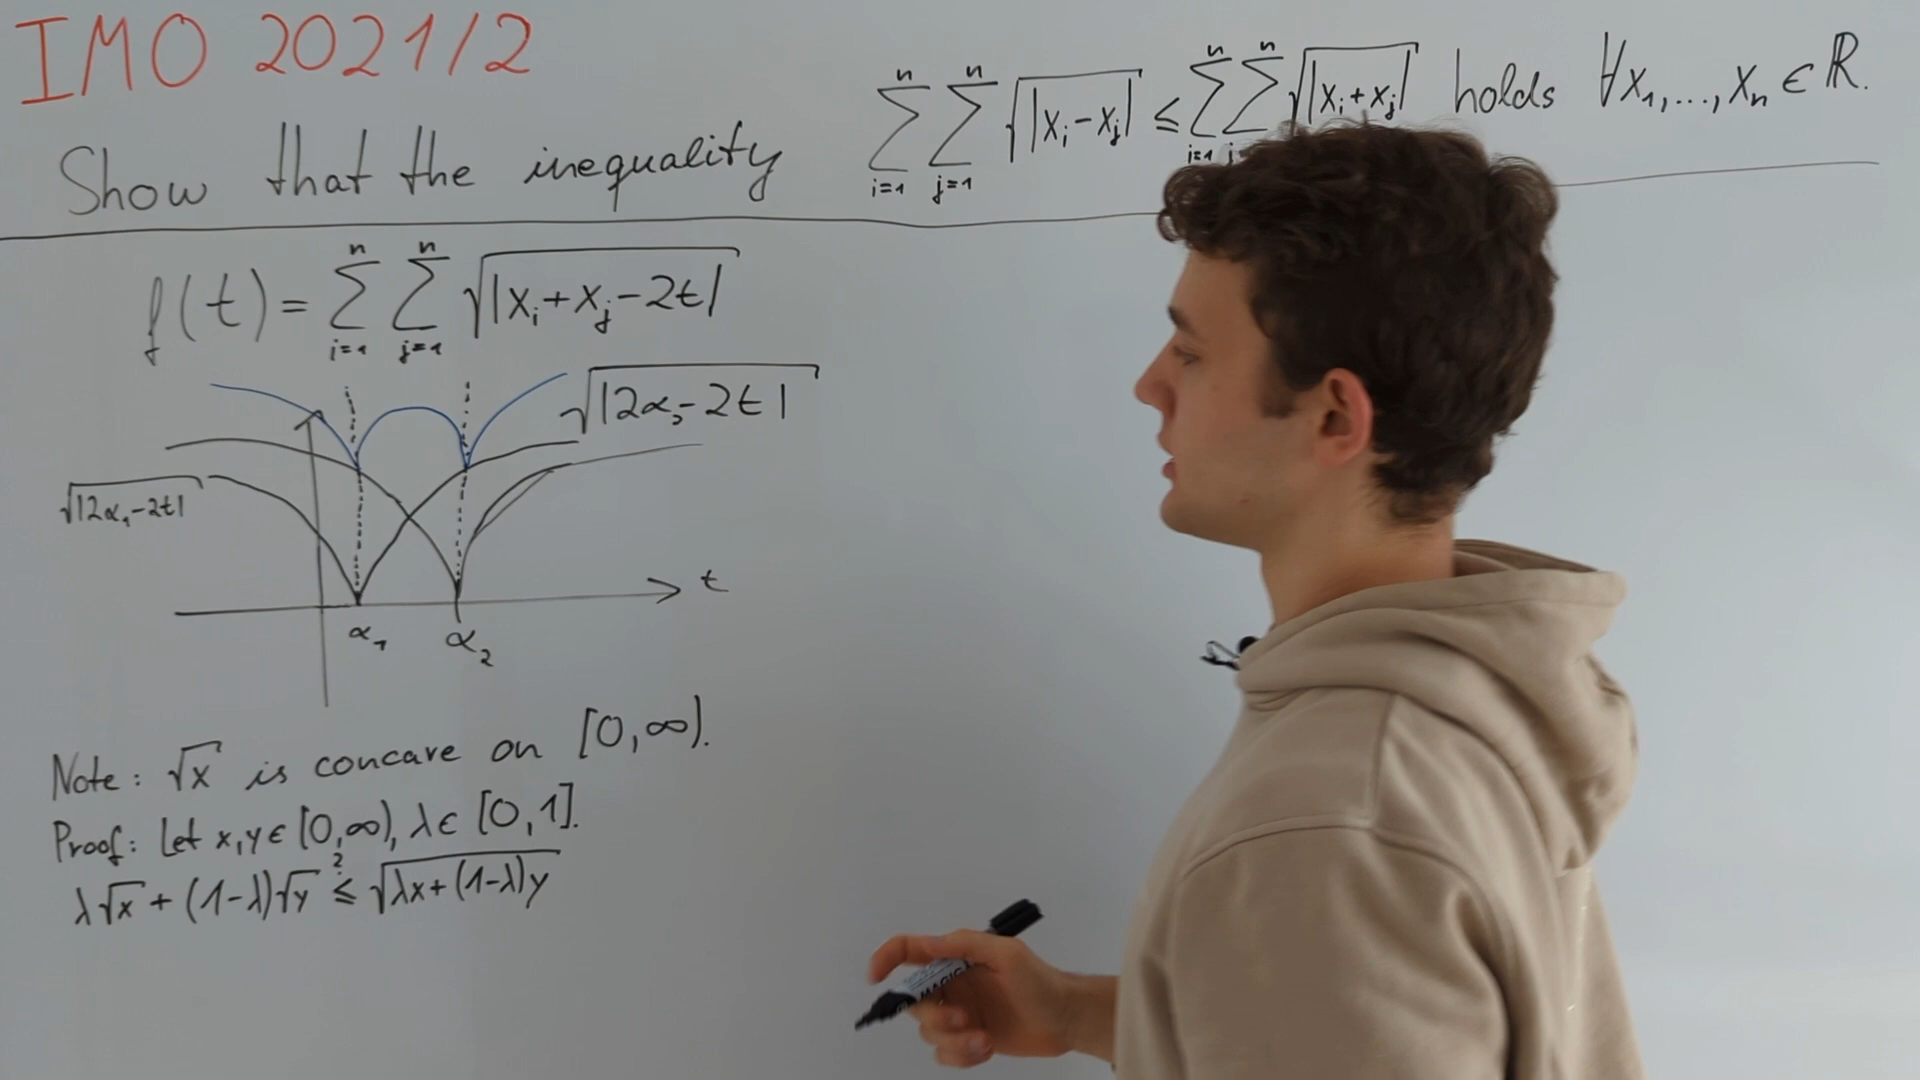 IMO 2021/2
Show that the inequality ∑_{i=1}^{n} ∑_{j=1}^{n} √|x_i-x_j| ≤ ∑_{i=1}^{n} ∑_{j}^{n} √|x_i+x_j| holds ∀x_1,...,x_n ∈ ℝ.
f(t) = ∑_{i=1}^{n} ∑_{j=1}^{n} √|x_i+x_j-2t|
√|2α_2-2t|
√|2α_1-2t|
t
α_1
α_2
Note: √x is concave on [0,∞).
Proof: Let x,y∈[0,∞), λ∈[0,1].
λ√x + (1-λ)√y ≤^? √(λx+(1-λ)y)